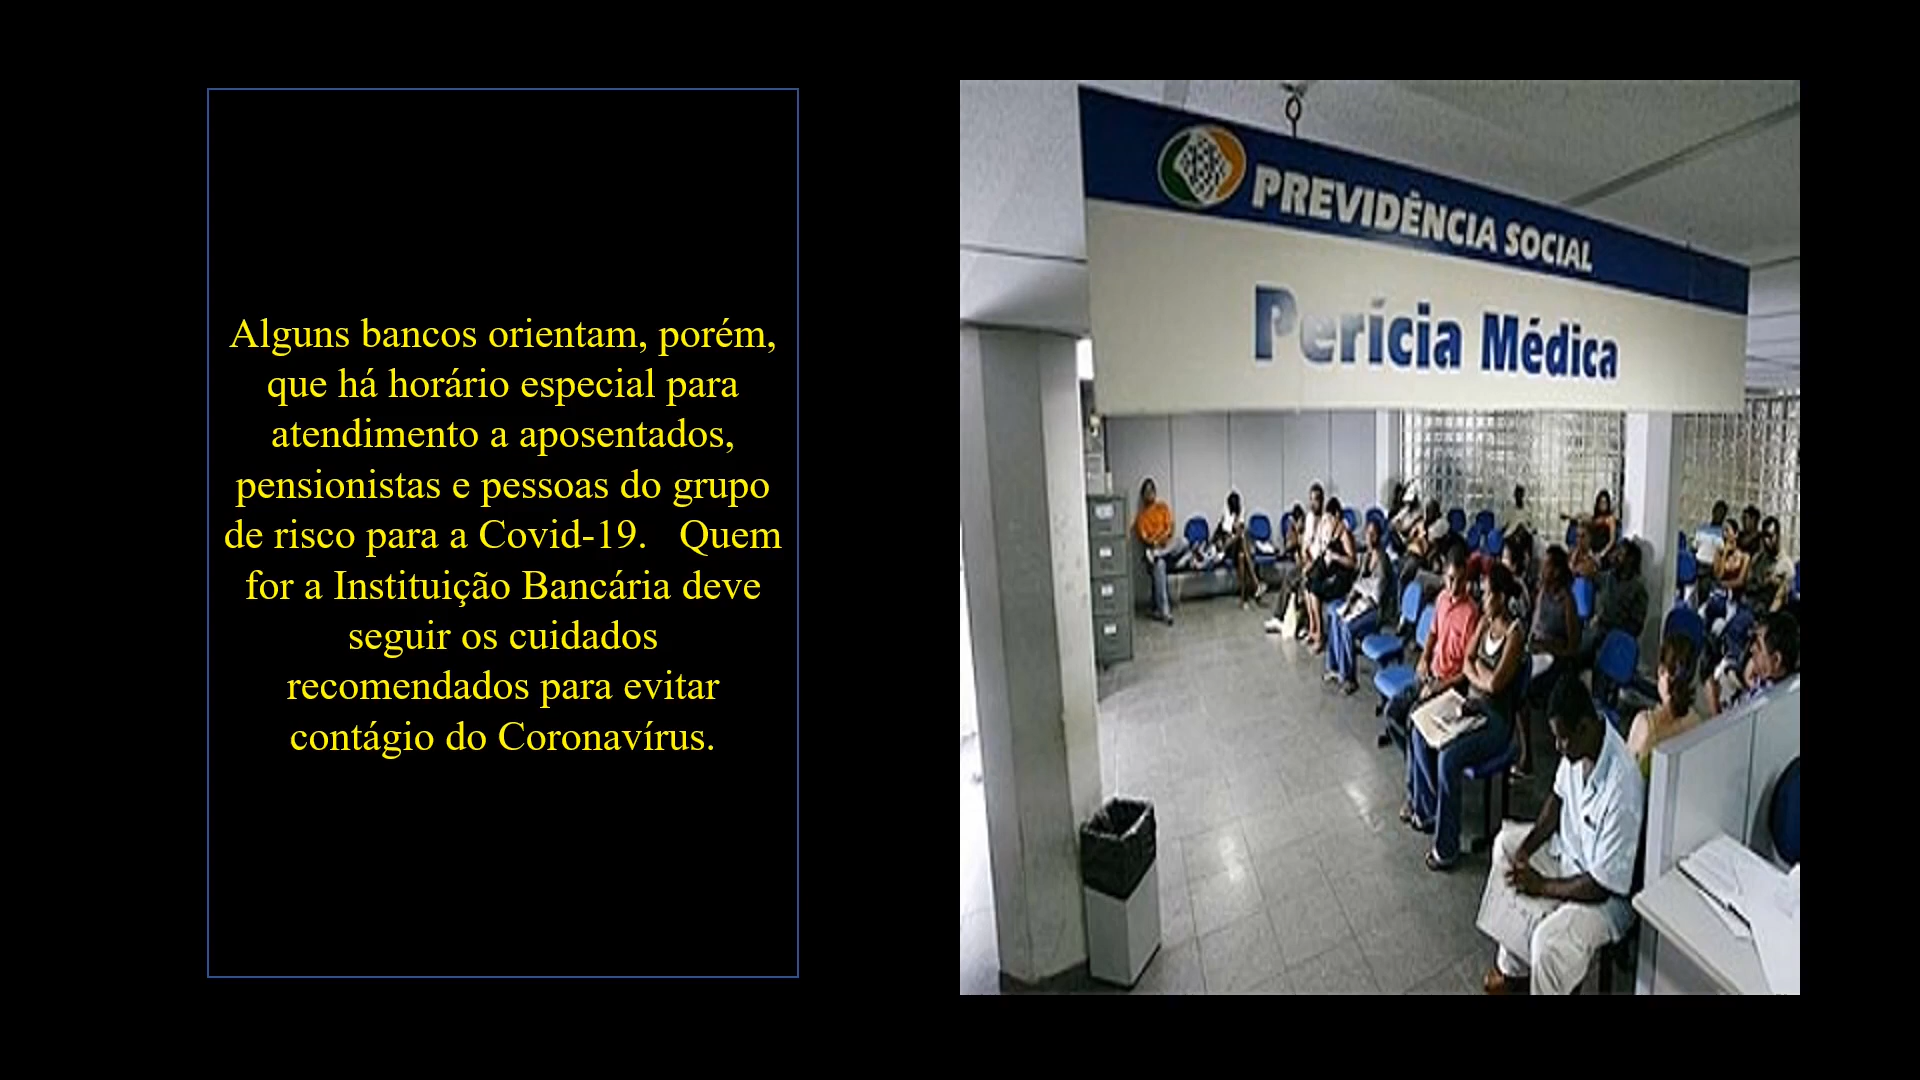 Alguns bancos orientam, porém,
que há horário especial para
atendimento a aposentados,
pensionistas e pessoas do grupo
de risco para a Covid-19.   Quem
for a Instituição Bancária deve
seguir os cuidados
recomendados para evitar
contágio do Coronavírus.
PREVIDÊNCIA SOCIAL
Perícia Médica